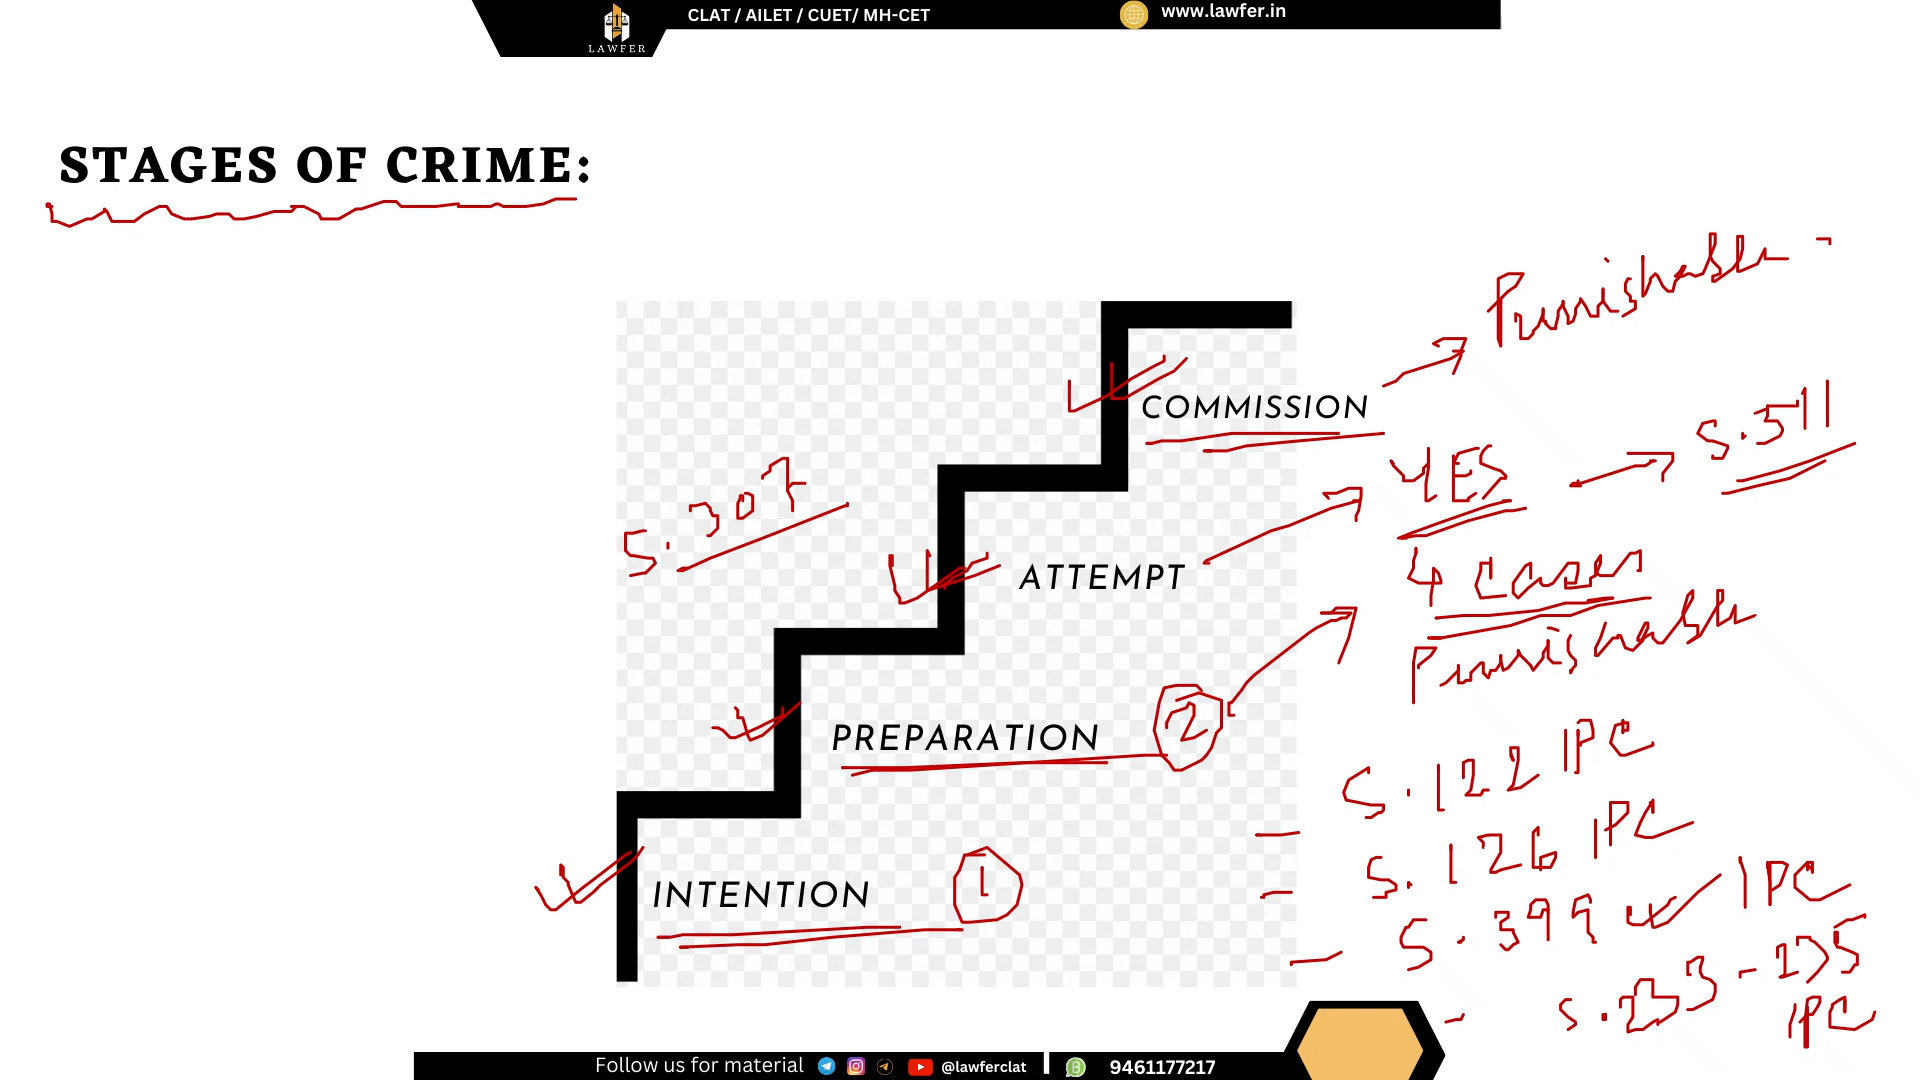 CLAT / AILET / CUET/ MH-CET
www.lawfer.in
LAWFER
STAGES OF CRIME:
Punishable
COMMISSION
S. 511
YES
S. 307
ATTEMPT
4 Cases
Punishable
PREPARATION 2
S. 122 IPC
S. 126 IPC
INTENTION 1
S. 399 IPC
S. 233 - 235
IPC
Follow us for material @lawferclat 9461177217